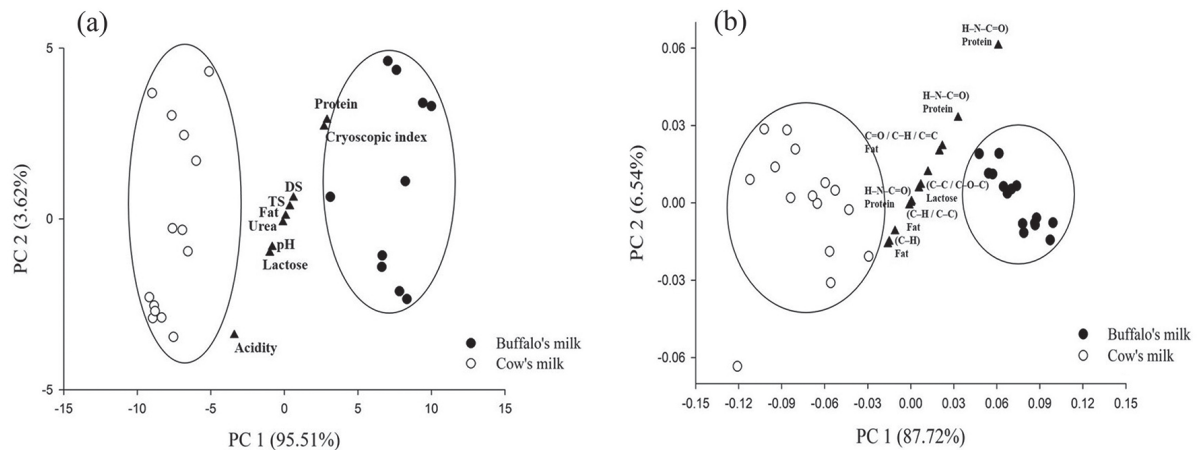 (a)
5
0
-5
-15
-10
-5
0
5
10
15
PC 2 (3.62%)
PC 1 (95.51%)
Protein
Cryoscopic index
DS
TS
Fat
Urea
pH
Lactose
Acidity
Buffalo's milk
Cow's milk
(b)
0.06
0.03
0.00
-0.03
-0.06
-0.15
-0.12
-0.09
-0.06
-0.03
0.00
0.03
0.06
0.09
0.12
0.15
PC 2 (6.54%)
PC 1 (87.72%)
H–N–C=O)
Protein
H–N–C=O)
Protein
C=O / C–H / C=C
Fat
(C–C / C–O–C)
Lactose
H–N–C=O)
Protein
(C–H / C–C)
Fat
(C–H)
Fat
Buffalo's milk
Cow's milk